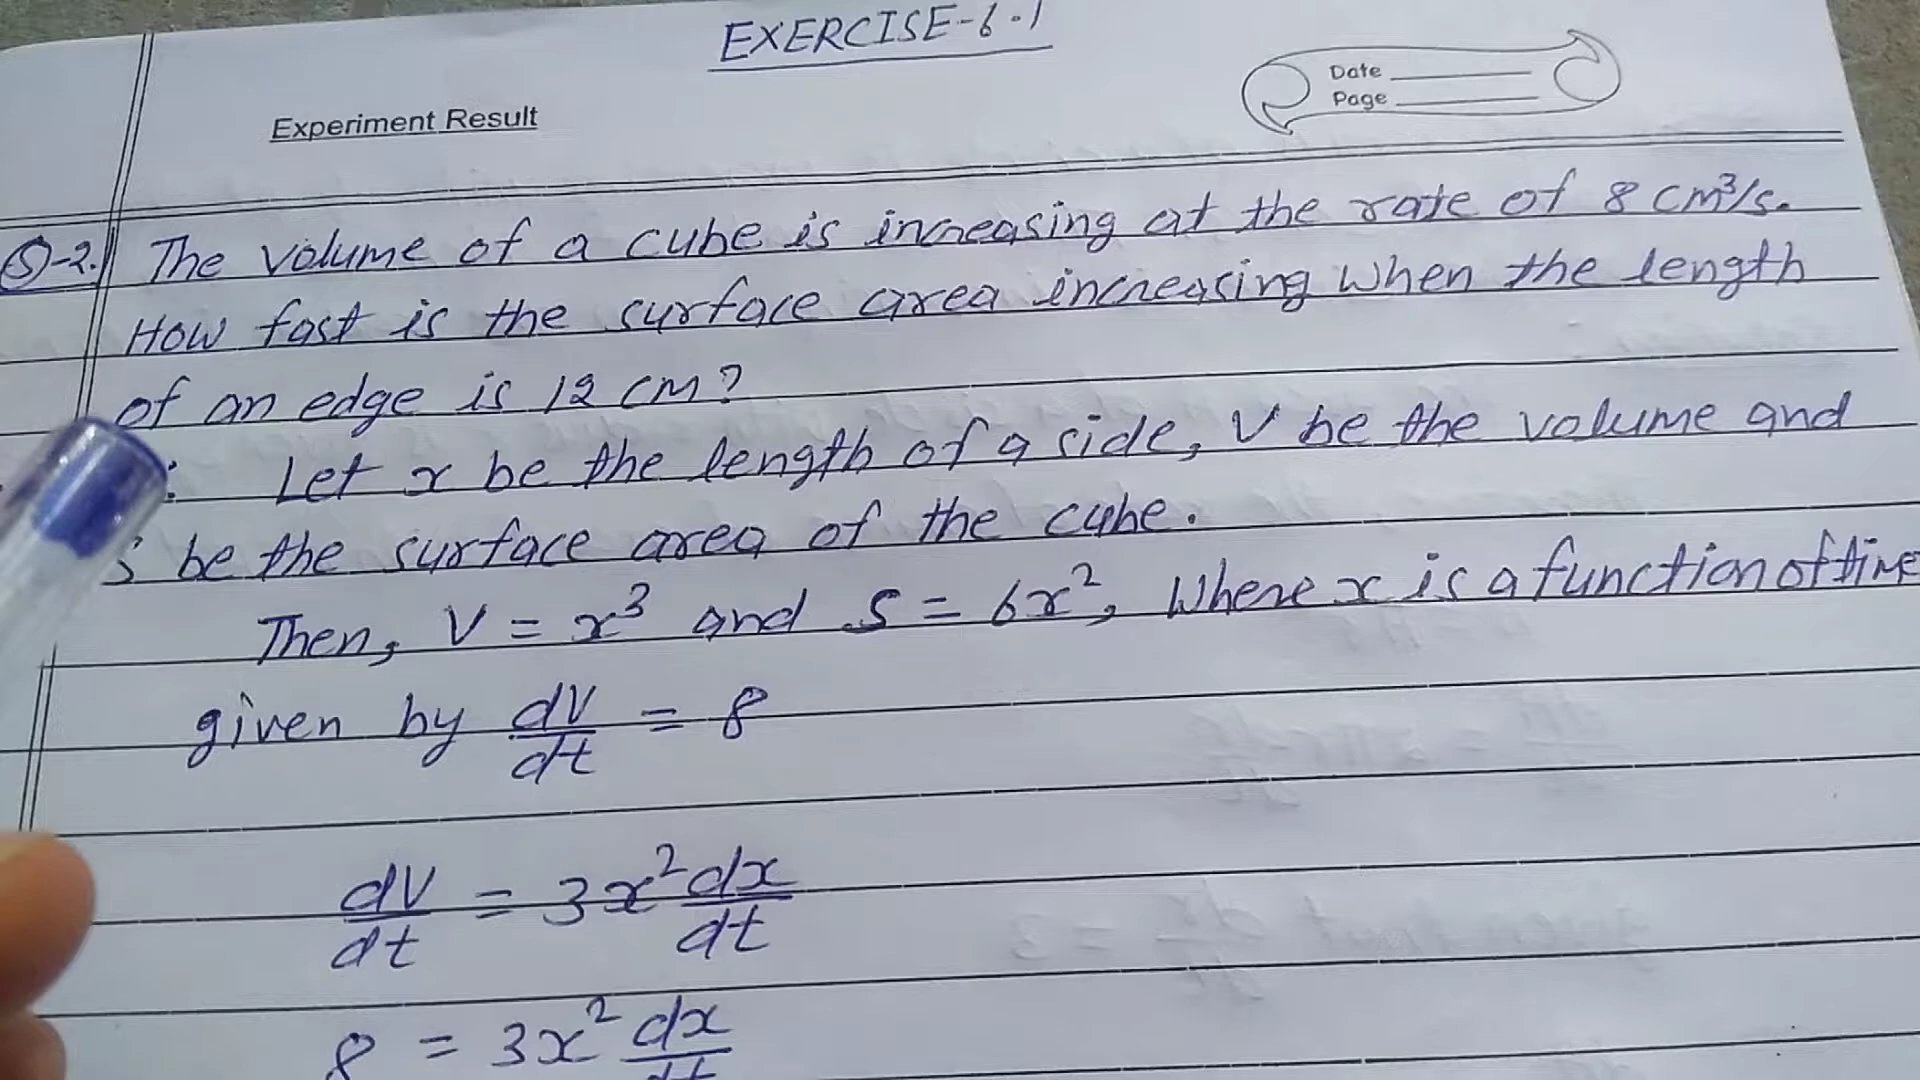 EXERCISE-6.1
Date
Page
Experiment Result
Q-2. The volume of a cube is increasing at the rate of 8 cm³/s.
How fast is the surface area increasing when the length
of an edge is 12 cm?
: Let x be the length of a side, V be the volume and
S be the surface area of the cube.
Then, V = x³ and S = 6x², Where x is a function of time
given by dV/dt = 8
dV/dt = 3x² dx/dt
8 = 3x² dx/dt